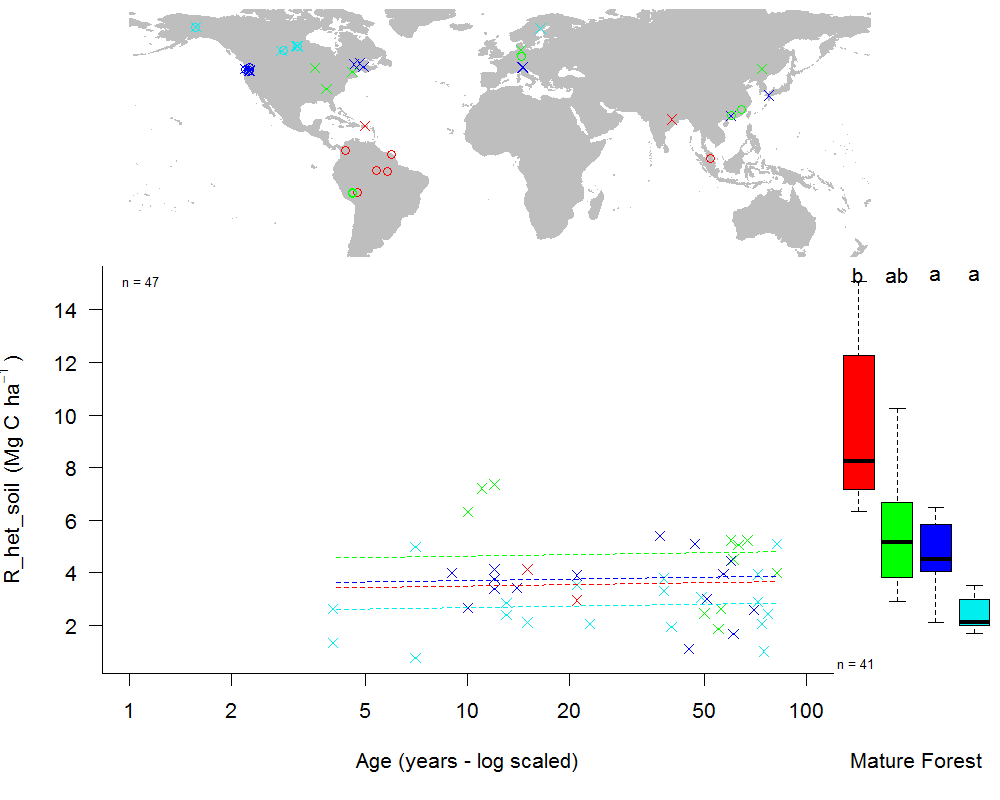 n = 47
b ab a a
14
12
10
8
6
4
2
R_het_soil (Mg C ha⁻¹)
n = 41
1 2 5 10 20 50 100
Age (years - log scaled)
Mature Forest